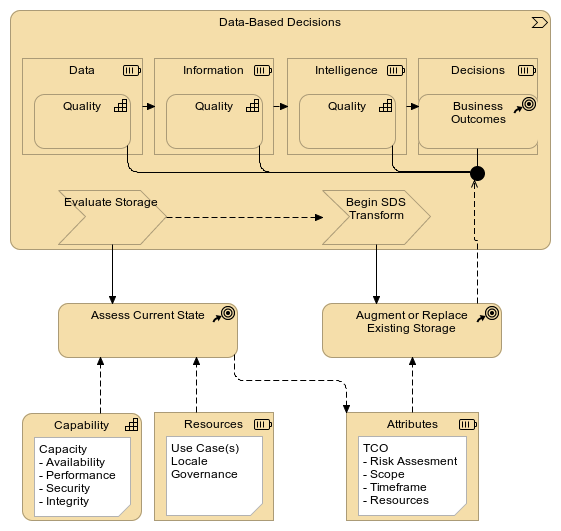 Data-Based Decisions
Data
Information
Intelligence
Decisions
Quality
Quality
Quality
Business
Outcomes
Evaluate Storage
Begin SDS
Transform
Assess Current State
Augment or Replace
Existing Storage
Capability
Capacity
- Availability
- Performance
- Security
- Integrity
Resources
Use Case(s)
Locale
Governance
Attributes
TCO
- Risk Assesment
- Scope
- Timeframe
- Resources